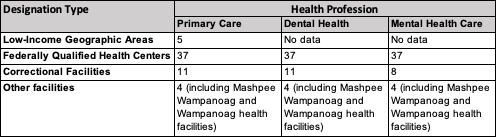 Designation Type Health Profession
Primary Care Dental Health Mental Health Care
Low-Income Geographic Areas 5 No data No data
Federally Qualified Health Centers 37 37 37
Correctional Facilities 11 11 8
Other facilities 4 (including Mashpee 4 (including Mashpee 4 (including Mashpee
Wampanoag and Wampanoag and Wampanoag and
Wampanoag health Wampanoag health Wampanoag health
facilities) facilities) facilities)